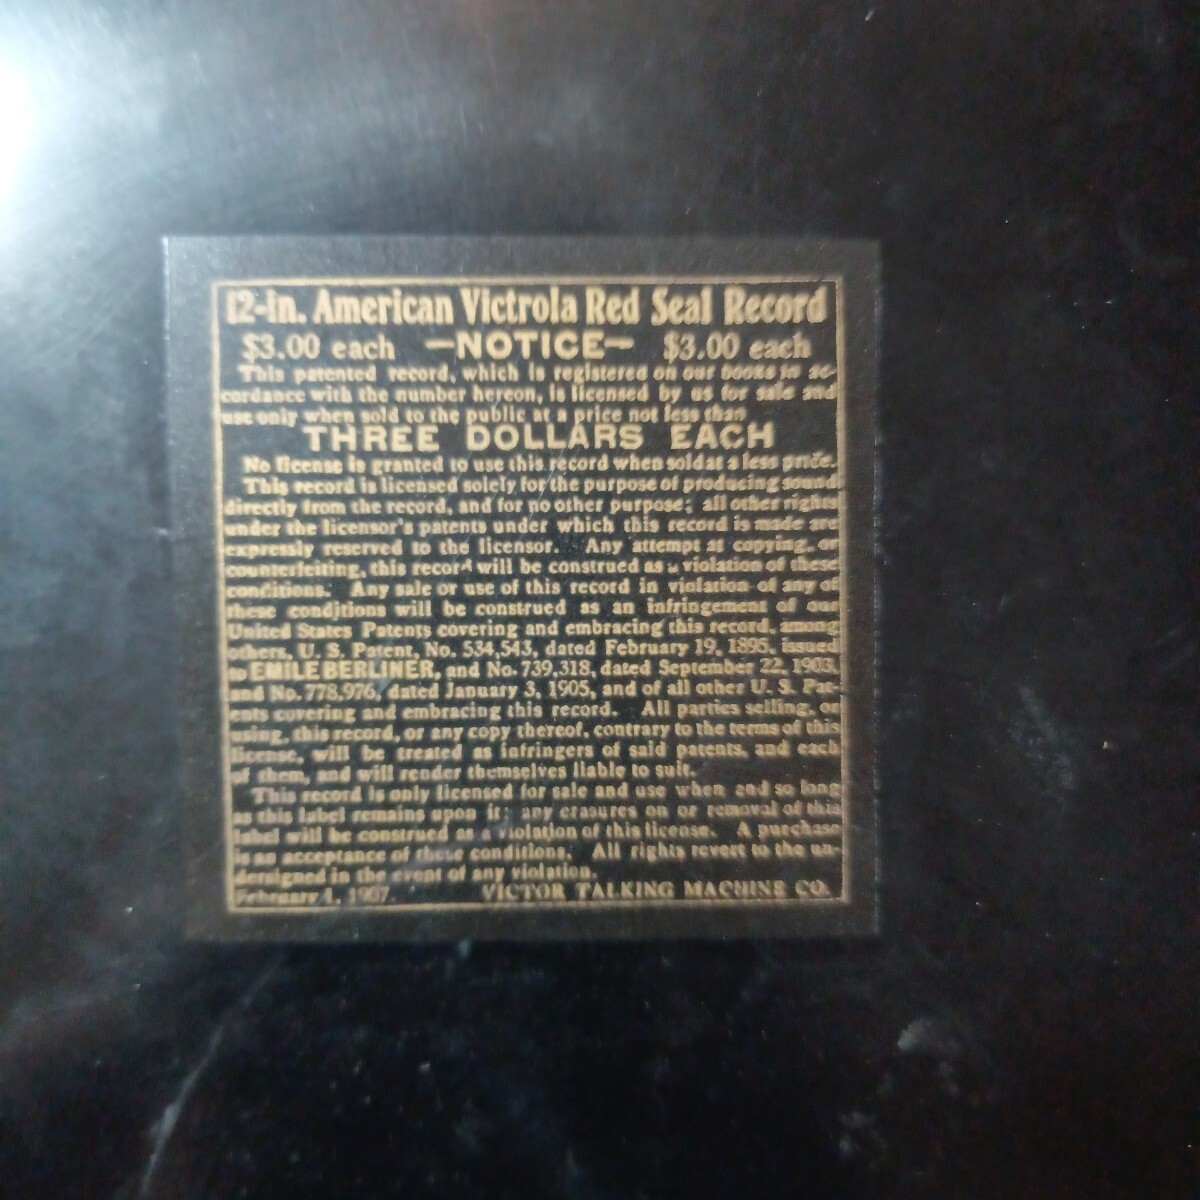 12-in. American Victrola Red Seal Record
$3.00 each —NOTICE— $3.00 each
This patented record, which is registered on our books in ac-
cordance with the number hereon, is licensed by us for sale and
use only when sold to the public at a price not less than
THREE DOLLARS EACH
No license is granted to use this record when sold at a less price.
This record is licensed solely for the purpose of producing sound
directly from the record, and for no other purpose; all other rights
under the licensor's patents under which this record is made are
expressly reserved to the licensor. Any attempt at copying, or
counterfeiting, this record will be construed as a violation of these
conditions. Any sale or use of this record in violation of any of
these conditions will be construed as an infringement of our
United States Patents covering and embracing this record, among
others, U. S. Patent, No. 534,543, dated February 19, 1895, issued
to EMILE BERLINER, and No. 739,318, dated September 22, 1903,
and No. 778,976, dated January 3, 1905, and of all other U. S. Pat-
ents covering and embracing this record. All parties selling, or
using, this record, or any copy thereof, contrary to the terms of this
license, will be treated as infringers of said patents, and each
of them, and will render themselves liable to suit.
This record is only licensed for sale and use when and so long
as this label remains upon it; any erasures on or removal of this
label will be construed as a violation of this license. A purchase
is an acceptance of these conditions. All rights revert to the un-
dersigned in the event of any violation.
February 1, 1907. VICTOR TALKING MACHINE CO.